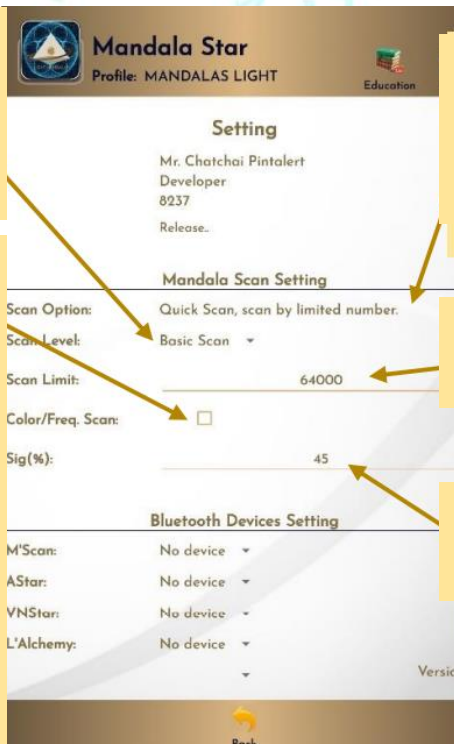 Mandala Star
Profile: MANDALAS LIGHT
Education
Setting
Mr. Chatchai Pintalert
Developer
8237
Release..
Mandala Scan Setting
Scan Option: Quick Scan, scan by limited number.
Scan Level: Basic Scan
Scan Limit: 64000
Color/Freq. Scan:
Sig(%): 45
Bluetooth Devices Setting
M'Scan: No device
AStar: No device
VNStar: No device
L'Alchemy: No device
Versio
Back